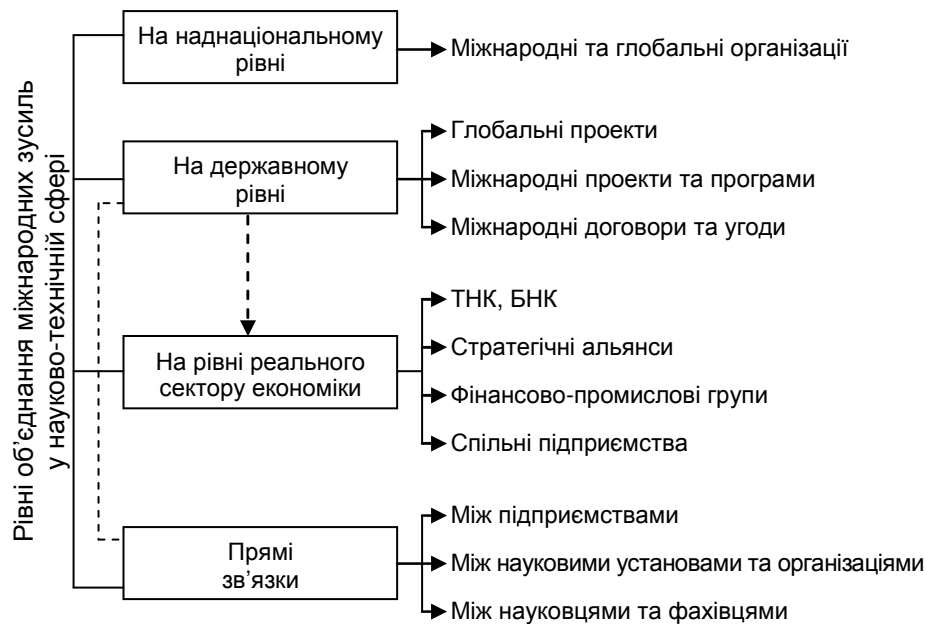 Рівні об’єднання міжнародних зусиль
у науково-технічній сфері
На наднаціональному
рівні
Міжнародні та глобальні організації
На державному
рівні
Глобальні проекти
Міжнародні проекти та програми
Міжнародні договори та угоди
На рівні реального
сектору економіки
ТНК, БНК
Стратегічні альянси
Фінансово-промислові групи
Спільні підприємства
Прямі
зв’язки
Між підприємствами
Між науковими установами та організаціями
Між науковцями та фахівцями